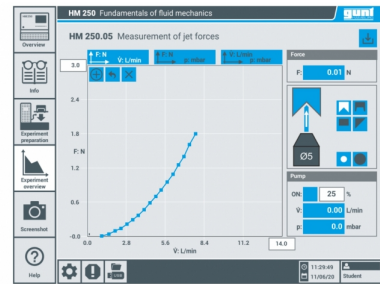 HM 250 Fundamentals of fluid mechanics
gunt
HM 250.05 Measurement of jet forces
Overview
Info
Experiment preparation
Experiment overview
Screenshot
Help
F: N
V̇: L/min
F: N
p: mbar
V̇: L/min
p: mbar
3.0
2.4
1.8
F: N
1.2
0.6
-0.0
0.0
2.8
5.6
8.4
11.2
14.0
V̇: L/min
Force
F: 0.01 N
Ø5
Pump
ON: 25 %
V̇: 0.00 L/min
p: 0.0 mbar
11:29:49
11/06/20
Student